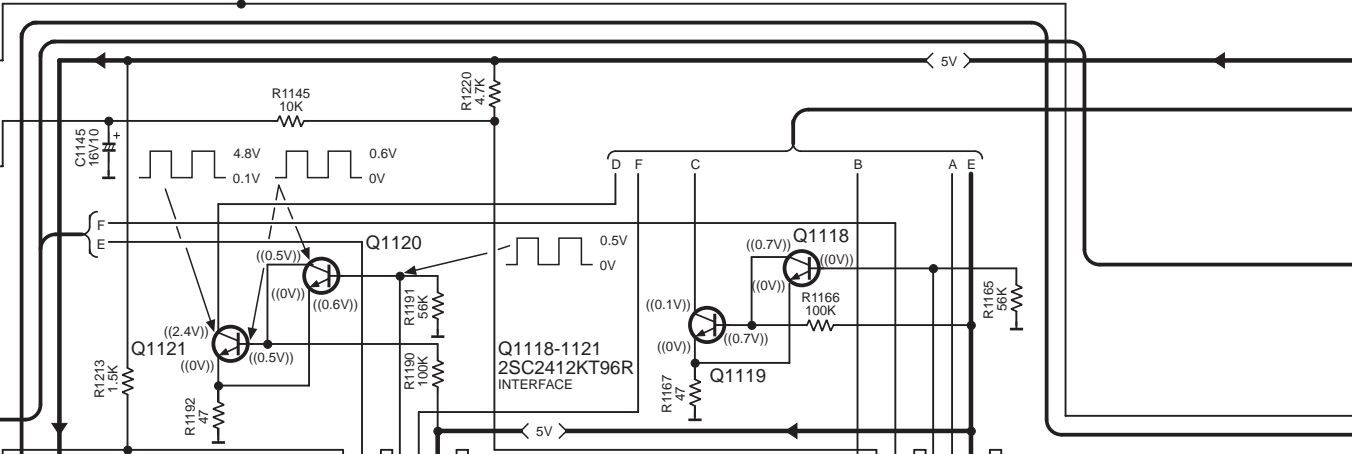 5V
R1220
4.7K
R1145
10K
C1145
16V10
+
4.8V
0.1V
0.6V
0V
D F C B A E
F
E
Q1120
((0.5V))
((0V))
((0.6V))
0.5V
0V
Q1118
((0.7V))
((0V))
((0V))
R1191
56K
R1166
100K
R1165
56K
((0.1V))
((0V))
((0.7V))
Q1119
((2.4V))
Q1121
((0V))
((0.5V))
R1213
1.5K
R1190
100K
Q1118-1121
2SC2412KT96R
INTERFACE
R1192
47
R1167
47
5V